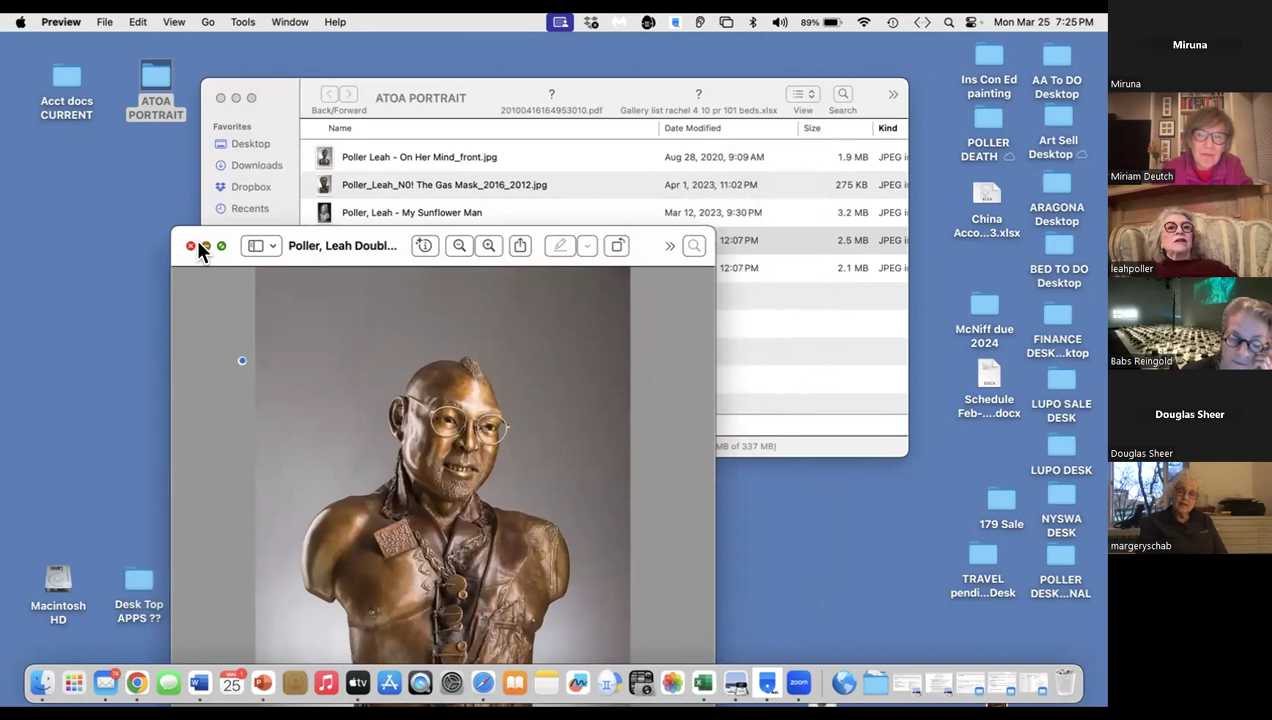 Preview File Edit View Go Tools Window Help 89% Mon Mar 25 7:25 PM
Acct docs CURRENT
ATOA PORTRAIT
ATOA PORTRAIT
Back/Forward
?
20100416164953010.pdf
?
Gallery list rachel 4 10 pr 101 beds.xlsx
View
Search
Favorites
Desktop
Downloads
Dropbox
Recents
Name Date Modified Size Kind
Poller Leah - On Her Mind_front.jpg Aug 28, 2020, 9:09 AM 1.9 MB JPEG i
Poller_Leah_N0! The Gas Mask_2016_2012.jpg Apr 1, 2023, 11:02 PM 275 KB JPEG i
Poller, Leah - My Sunflower Man Mar 12, 2023, 9:30 PM 3.2 MB JPEG i
12:07 PM 2.5 MB JPEG i
12:07 PM 2.1 MB JPEG i
MB of 337 MB)
Poller, Leah Doubl...
Macintosh HD
Desk Top APPS ??
Ins Con Ed painting
AA To DO Desktop
POLLER DEATH
Art Sell Desktop
China Acco...3.xlsx
ARAGONA Desktop
BED TO DO Desktop
McNiff due 2024
FINANCE DESK...ktop
Schedule Feb-....docx
LUPO SALE DESK
LUPO DESK
179 Sale
NYSWA DESK
TRAVEL pendi...Desk
POLLER DESK...NAL
MAR
25
tv
zoom
Miruna
Miruna
Miriam Deutch
leahpoller
Babs Reingold
Douglas Sheer
Douglas Sheer
margeryschab